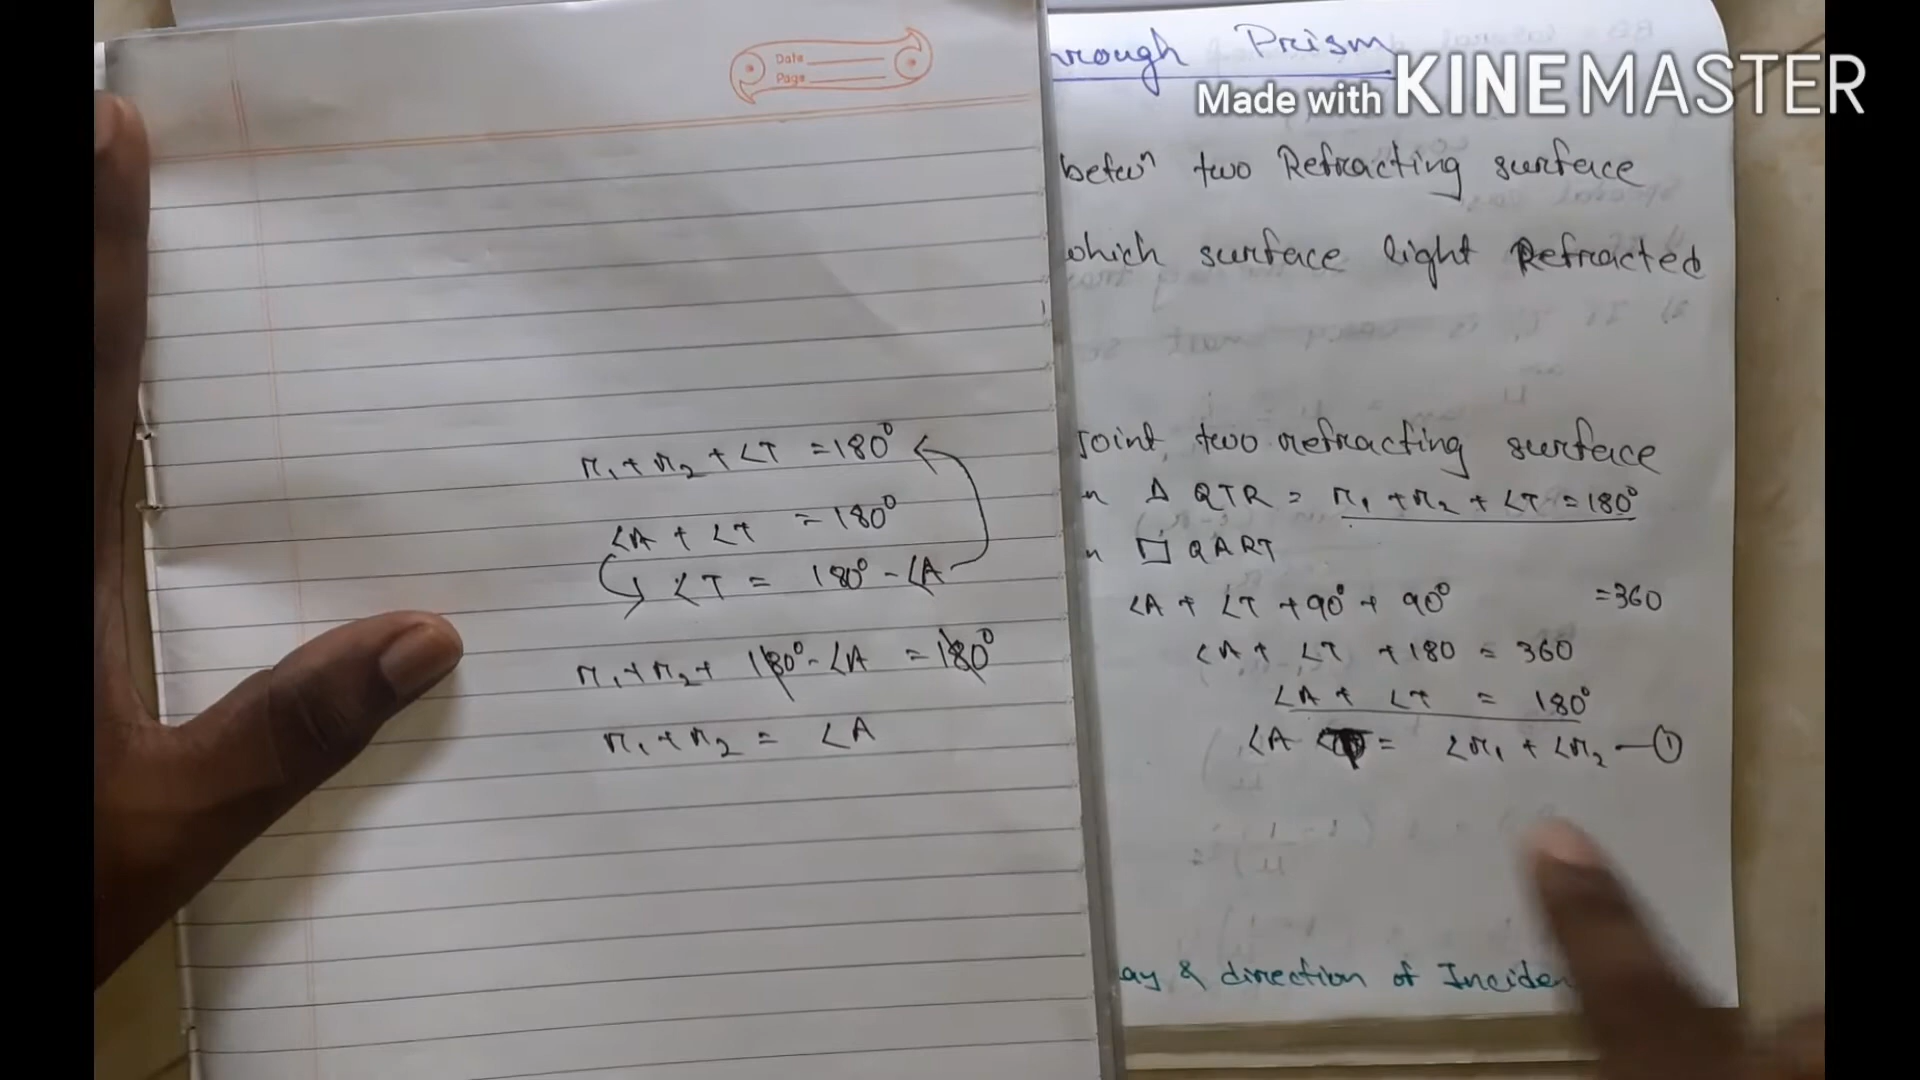 Date
Page
r₁ + r₂ + ∠T = 180°
∠A + ∠T = 180°
∠T = 180° - ∠A
r₁ + r₂ + 180° - ∠A = 180°
r₁ + r₂ = ∠A
rough Prism
Made with KINEMASTER
betwⁿ two Refracting surface
which surface light Refracted
Joint, two refracting surface
n Δ QTR = r₁ + r₂ + ∠T = 180°
n □ QART
∠A + ∠T + 90° + 90° = 360
∠A + ∠T + 180 = 360
∠A + ∠T = 180°
∠A = ∠r₁ + ∠r₂ — ①
ay & direction of Inciden